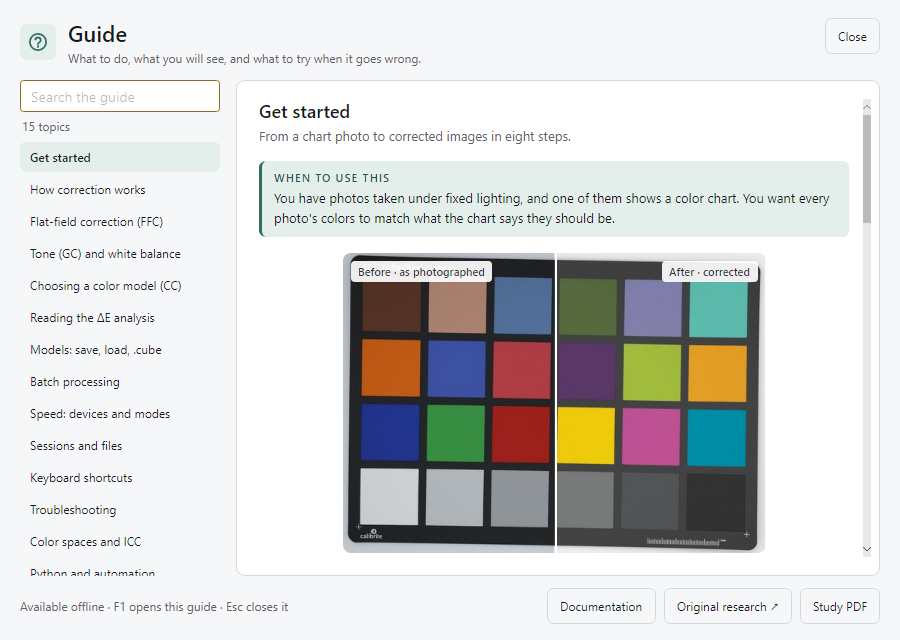 Guide
What to do, what you will see, and what to try when it goes wrong.
Close
Search the guide
15 topics
Get started
How correction works
Flat-field correction (FFC)
Tone (GC) and white balance
Choosing a color model (CC)
Reading the ΔE analysis
Models: save, load, .cube
Batch processing
Speed: devices and modes
Sessions and files
Keyboard shortcuts
Troubleshooting
Color spaces and ICC
Python and automation
Get started
From a chart photo to corrected images in eight steps.
WHEN TO USE THIS
You have photos taken under fixed lighting, and one of them shows a color chart. You want every
photo's colors to match what the chart says they should be.
Before · as photographed
After · corrected
calibrite
Available offline · F1 opens this guide · Esc closes it
Documentation
Original research ↗
Study PDF